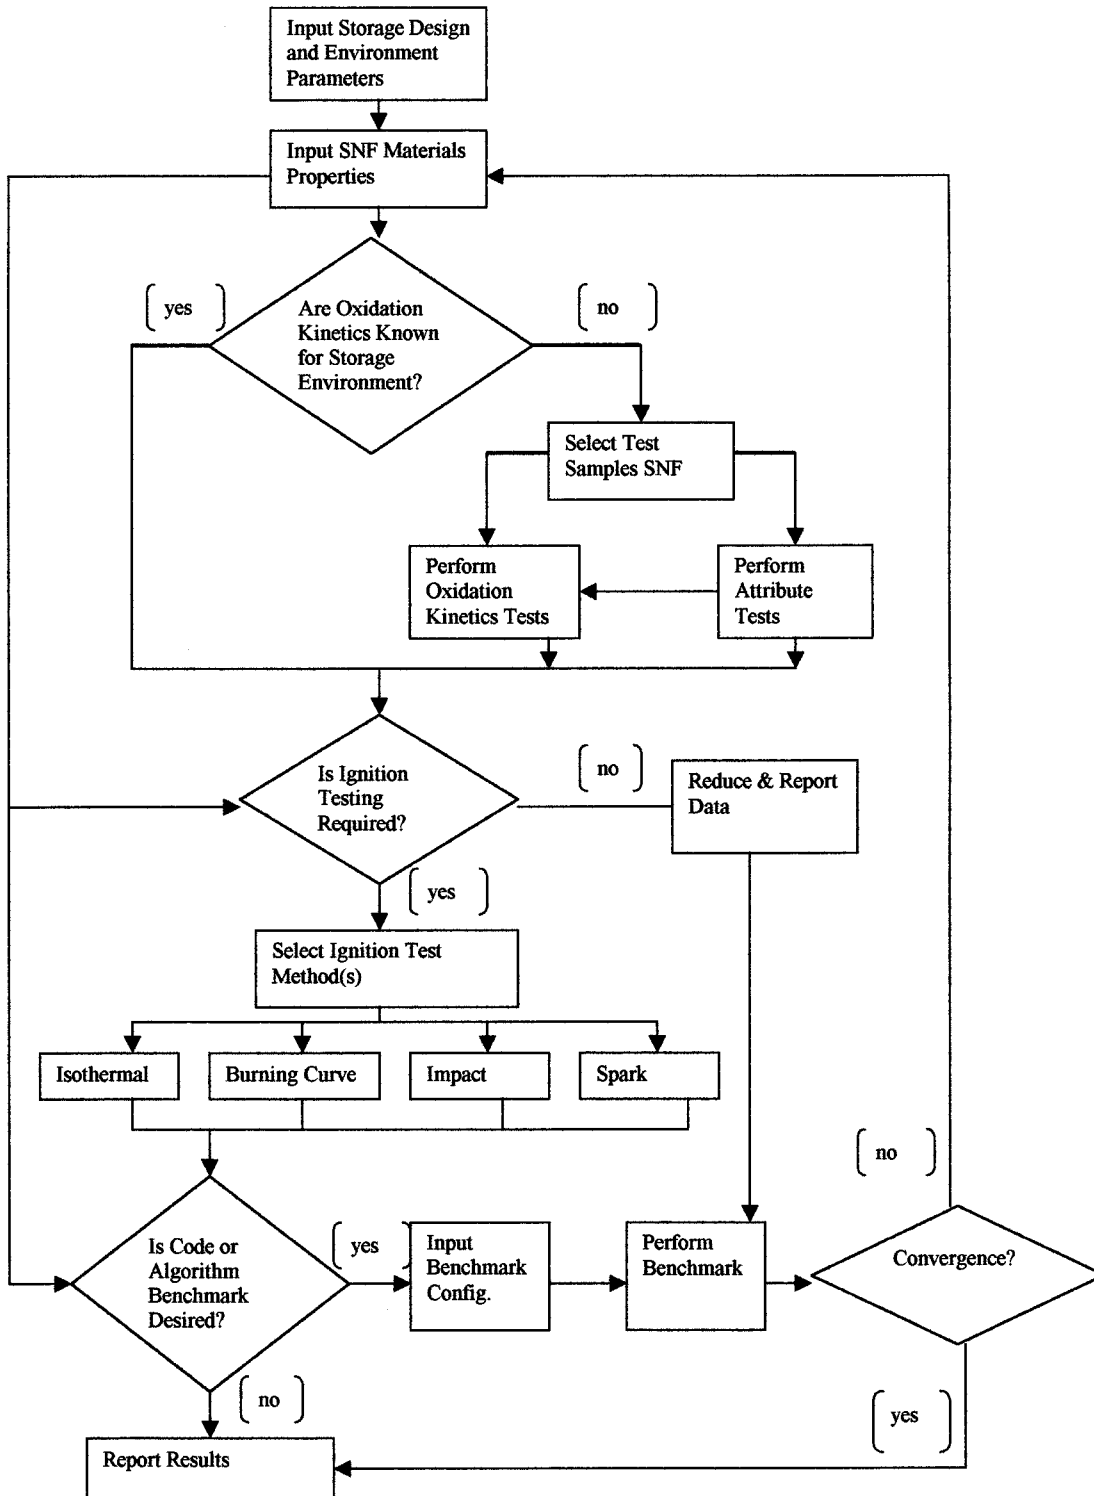 Input Storage Design
and Environment
Parameters
Input SNF Materials
Properties
yes
Are Oxidation
Kinetics Known
for Storage
Environment?
no
Select Test
Samples SNF
Perform
Oxidation
Kinetics Tests
Perform
Attribute
Tests
Is Ignition
Testing
Required?
no
Reduce & Report
Data
yes
Select Ignition Test
Method(s)
Isothermal
Burning Curve
Impact
Spark
no
Is Code or
Algorithm
Benchmark
Desired?
yes
Input
Benchmark
Config.
Perform
Benchmark
Convergence?
no
yes
Report Results